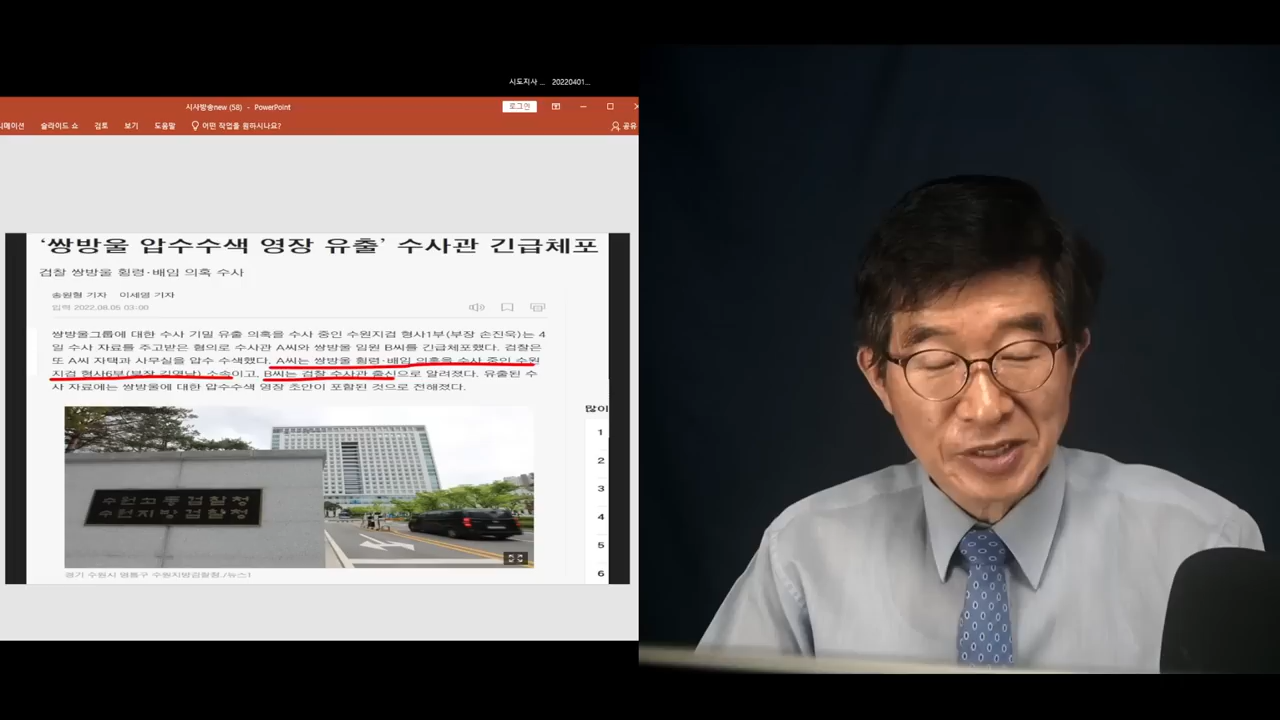 시도지사 ... 20220401...
시사방송new (58) - PowerPoint
로그인
슬라이드 쇼 검토 보기 도움말 어떤 작업을 원하시나요?
공유
‘쌍방울 압수수색 영장 유출’ 수사관 긴급체포
검찰 쌍방울 횡령·배임 의혹 수사
송원형 기자 이세영 기자
입력 2022.08.05 03:00
쌍방울그룹에 대한 수사 기밀 유출 의혹을 수사 중인 수원지검 형사1부(부장 손진욱)는 4
일 수사 자료를 주고받은 혐의로 수사관 A씨와 쌍방울 임원 B씨를 긴급체포했다. 검찰은
또 A씨 자택과 사무실을 압수 수색했다. A씨는 쌍방울 횡령·배임 의혹을 수사 중인 수원
지검 형사6부(부장 김영남) 소속이고, B씨는 검찰 수사관 출신으로 알려졌다. 유출된 수
사 자료에는 쌍방울에 대한 압수수색 영장 초안이 포함된 것으로 전해졌다.
많이
1
2
3
4
5
6
수원고등검찰청
수원지방검찰청
경기 수원시 영통구 수원지방검찰청./뉴스1